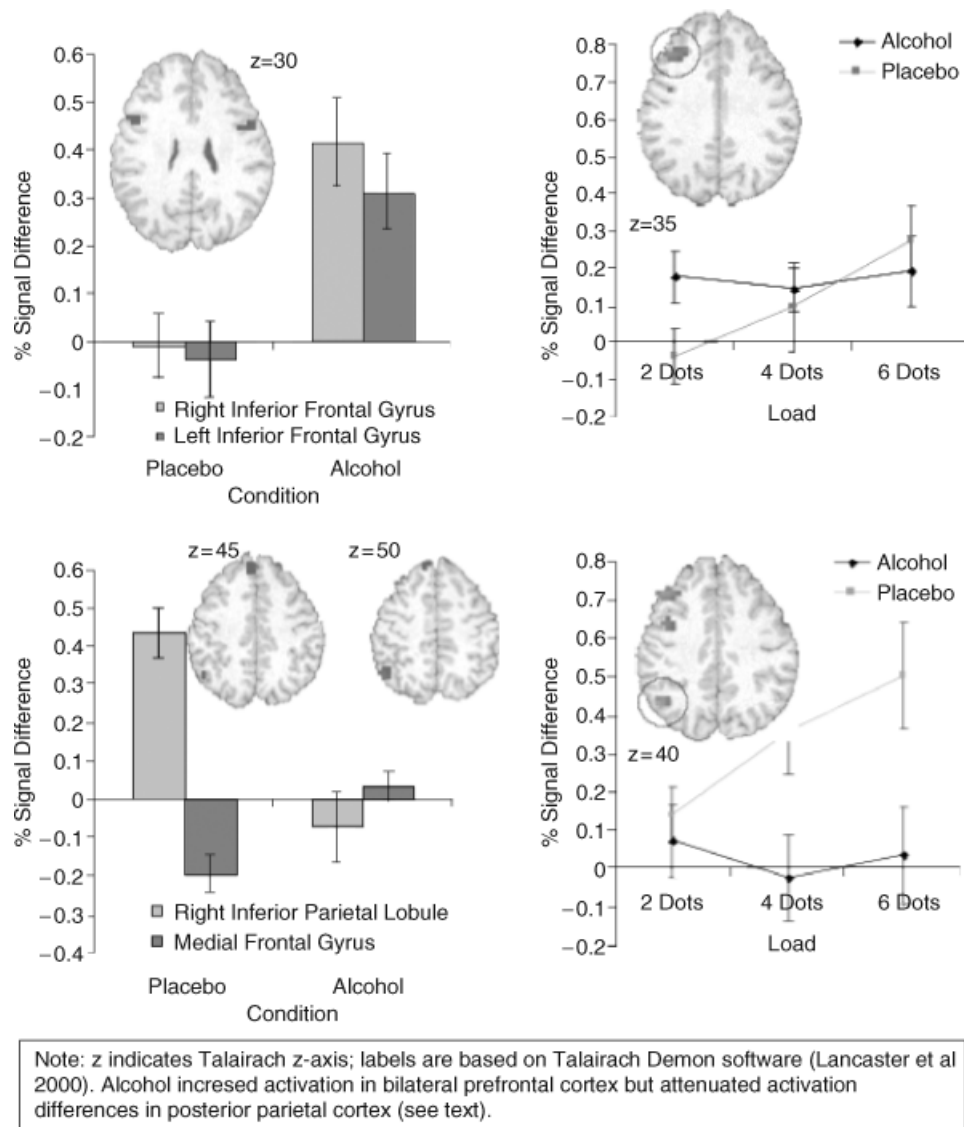 0.6
0.5
0.4
0.3
0.2
0.1
0
−0.1
−0.2
% Signal Difference
z=30
Right Inferior Frontal Gyrus
Left Inferior Frontal Gyrus
Placebo
Alcohol
Condition
0.8
0.7
0.6
0.5
0.4
0.3
0.2
0.1
0
−0.1
−0.2
% Signal Difference
Alcohol
Placebo
z=35
2 Dots
4 Dots
6 Dots
Load
0.6
0.5
0.4
0.3
0.2
0.1
0
−0.1
−0.2
−0.3
−0.4
% Signal Difference
z=45
z=50
Right Inferior Parietal Lobule
Medial Frontal Gyrus
Placebo
Alcohol
Condition
0.8
0.7
0.6
0.5
0.4
0.3
0.2
0.1
0
−0.1
−0.2
% Signal Difference
Alcohol
Placebo
z=40
2 Dots
4 Dots
6 Dots
Load
Note: z indicates Talairach z-axis; labels are based on Talairach Demon software (Lancaster et al
2000). Alcohol incresed activation in bilateral prefrontal cortex but attenuated activation
differences in posterior parietal cortex (see text).